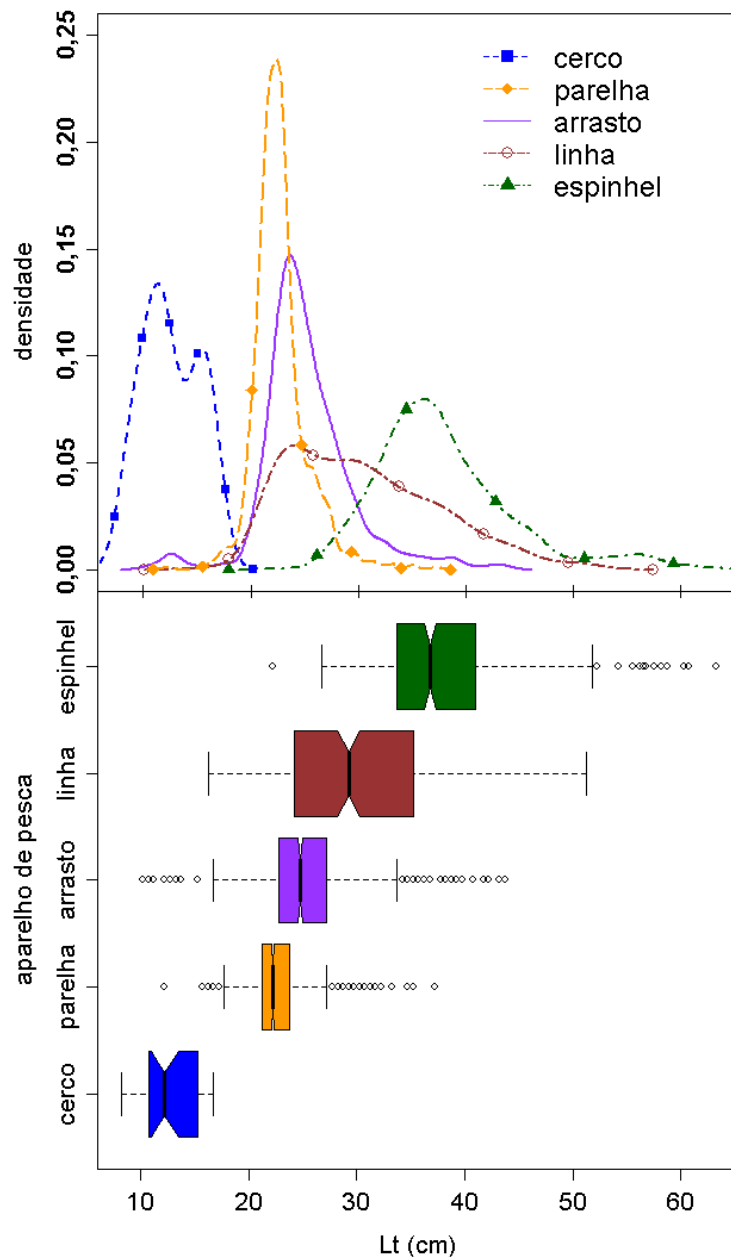 0,25
0,20
0,15
0,10
0,05
0,00
densidade
cerco
parelha
arrasto
linha
espinhel
espinhel
linha
arrasto
parelha
cerco
aparelho de pesca
10 20 30 40 50 60
Lt (cm)